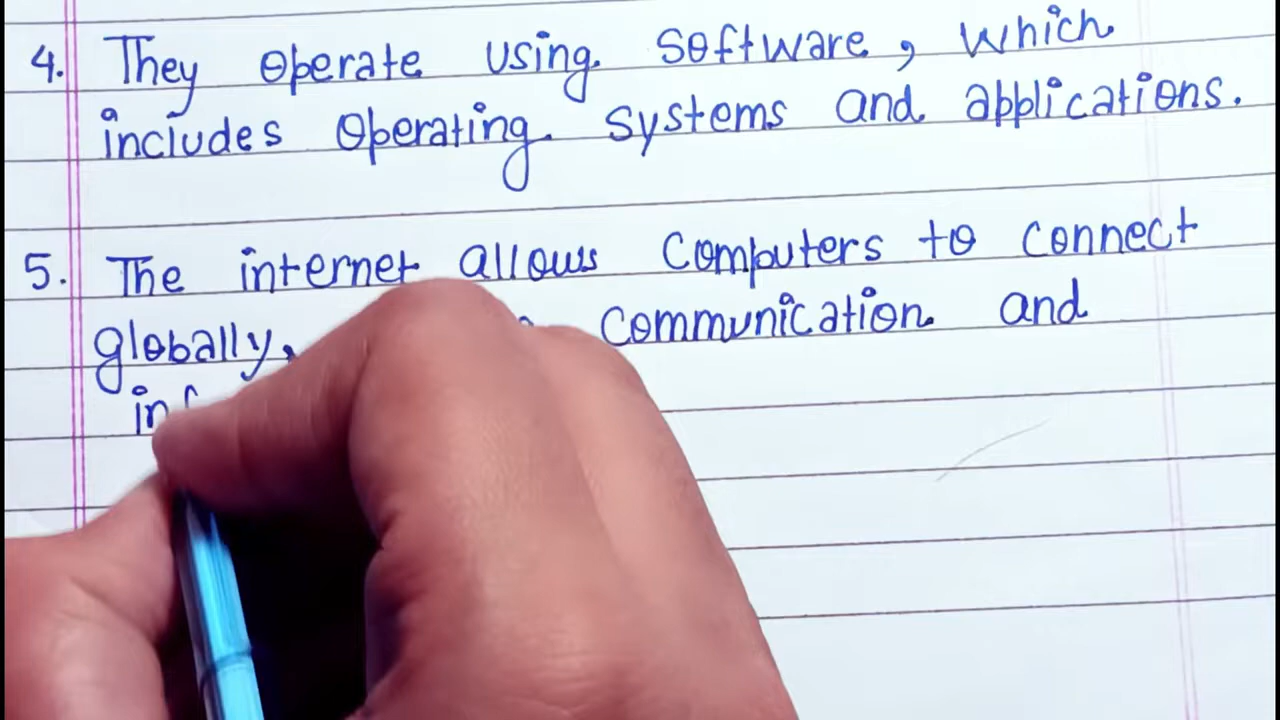 4. They operate using software, which
includes operating systems and applications.
5. The internet allows computers to connect
globally, communication and